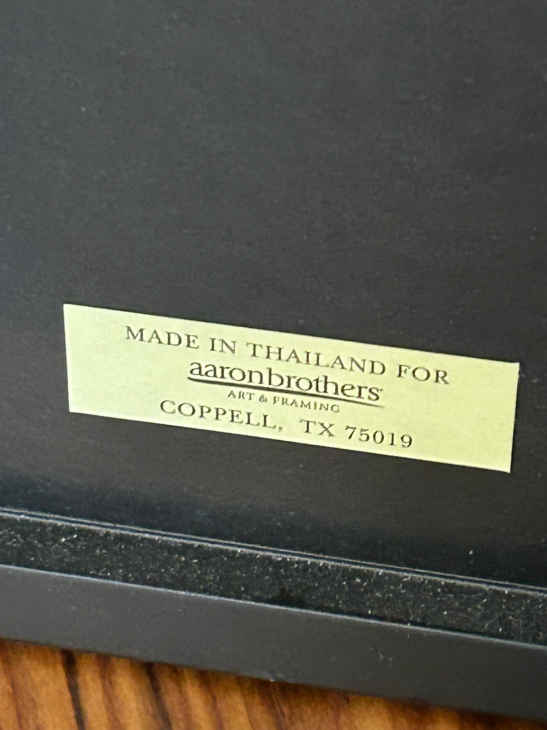 MADE IN THAILAND FOR
aaronbrothers
ART & FRAMING
COPPELL, TX 75019